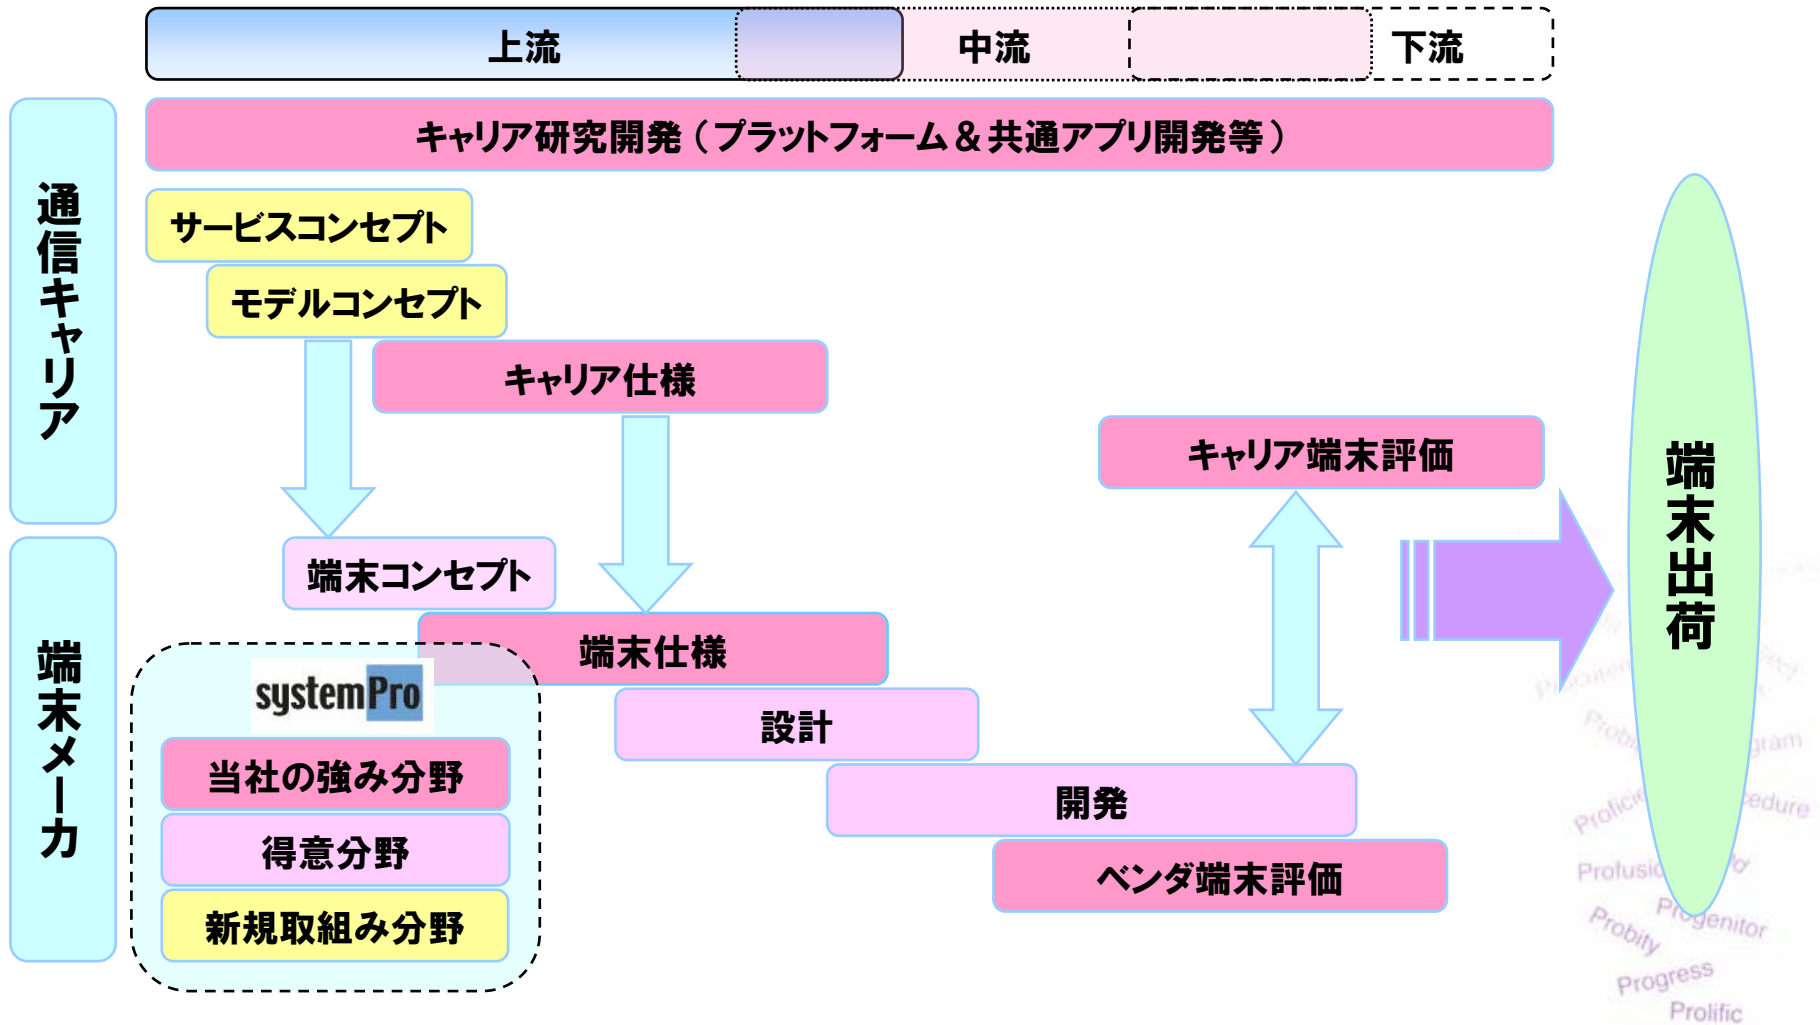 上流
中流
下流
キャリア研究開発（プラットフォーム＆共通アプリ開発等）
通信キャリア
サービスコンセプト
モデルコンセプト
キャリア仕様
キャリア端末評価
端末出荷
端末メーカ
端末コンセプト
端末仕様
systemPro
設計
当社の強み分野
開発
得意分野
ベンダ端末評価
新規取組み分野
Progenitor
Probity
Progress
Prolific